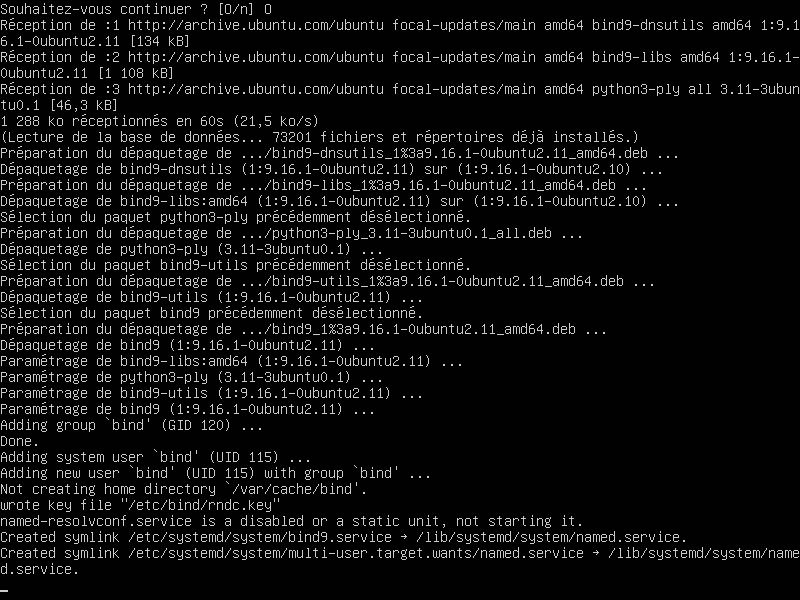 Souhaitez-vous continuer ? [O/n] O
Réception de :1 http://archive.ubuntu.com/ubuntu focal-updates/main amd64 bind9-dnsutils amd64 1:9.1
6.1-0ubuntu2.11 [134 kB]
Réception de :2 http://archive.ubuntu.com/ubuntu focal-updates/main amd64 bind9-libs amd64 1:9.16.1-
0ubuntu2.11 [1 108 kB]
Réception de :3 http://archive.ubuntu.com/ubuntu focal-updates/main amd64 python3-ply all 3.11-3ubun
tu0.1 [46,3 kB]
1 288 ko réceptionnés en 60s (21,5 ko/s)
(Lecture de la base de données... 73201 fichiers et répertoires déjà installés.)
Préparation du dépaquetage de .../bind9-dnsutils_1%3a9.16.1-0ubuntu2.11_amd64.deb ...
Dépaquetage de bind9-dnsutils (1:9.16.1-0ubuntu2.11) sur (1:9.16.1-0ubuntu2.10) ...
Préparation du dépaquetage de .../bind9-libs_1%3a9.16.1-0ubuntu2.11_amd64.deb ...
Dépaquetage de bind9-libs:amd64 (1:9.16.1-0ubuntu2.11) sur (1:9.16.1-0ubuntu2.10) ...
Sélection du paquet python3-ply précédemment désélectionné.
Préparation du dépaquetage de .../python3-ply_3.11-3ubuntu0.1_all.deb ...
Dépaquetage de python3-ply (3.11-3ubuntu0.1) ...
Sélection du paquet bind9-utils précédemment désélectionné.
Préparation du dépaquetage de .../bind9-utils_1%3a9.16.1-0ubuntu2.11_amd64.deb ...
Dépaquetage de bind9-utils (1:9.16.1-0ubuntu2.11) ...
Sélection du paquet bind9 précédemment désélectionné.
Préparation du dépaquetage de .../bind9_1%3a9.16.1-0ubuntu2.11_amd64.deb ...
Dépaquetage de bind9 (1:9.16.1-0ubuntu2.11) ...
Paramétrage de bind9-libs:amd64 (1:9.16.1-0ubuntu2.11) ...
Paramétrage de python3-ply (3.11-3ubuntu0.1) ...
Paramétrage de bind9-utils (1:9.16.1-0ubuntu2.11) ...
Paramétrage de bind9 (1:9.16.1-0ubuntu2.11) ...
Adding group `bind' (GID 120) ...
Done.
Adding system user `bind' (UID 115) ...
Adding new user `bind' (UID 115) with group `bind' ...
Not creating home directory `/var/cache/bind'.
wrote key file "/etc/bind/rndc.key"
named-resolvconf.service is a disabled or a static unit, not starting it.
Created symlink /etc/systemd/system/bind9.service → /lib/systemd/system/named.service.
Created symlink /etc/systemd/system/multi-user.target.wants/named.service → /lib/systemd/system/name
d.service.